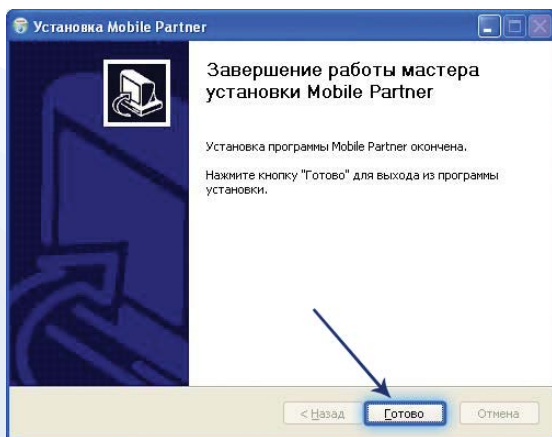 Установка Mobile Partner
Завершение работы мастера
установки Mobile Partner
Установка программы Mobile Partner окончена.
Нажмите кнопку "Готово" для выхода из программы
установки.
< Назад Готово Отмена